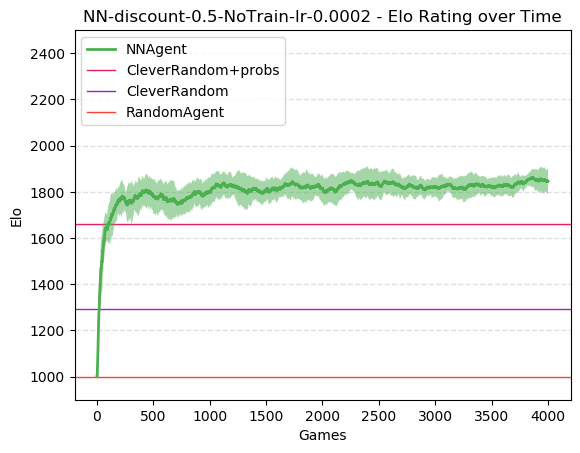 NN-discount-0.5-NoTrain-lr-0.0002 - Elo Rating over Time
NNAgent
CleverRandom+probs
CleverRandom
RandomAgent
Elo
2400
2200
2000
1800
1600
1400
1200
1000
0 500 1000 1500 2000 2500 3000 3500 4000
Games